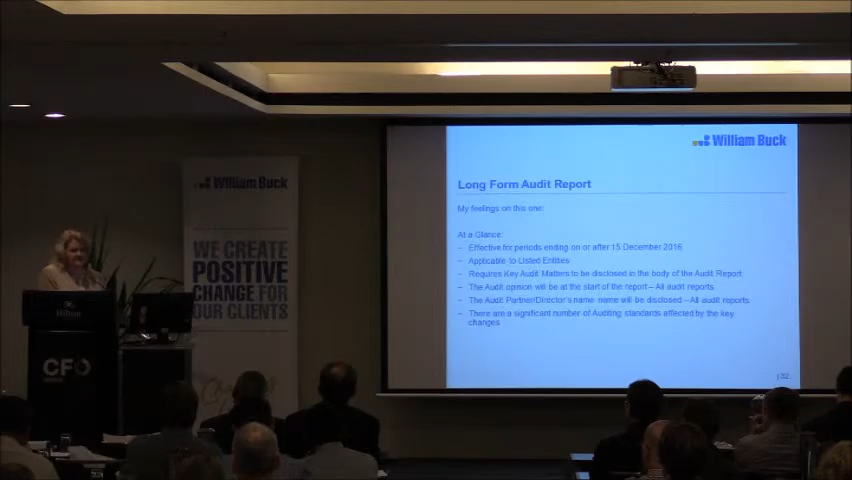 William Buck
WE CREATE
POSITIVE
CHANGE FOR
OUR CLIENTS
Hilton
CFO
William Buck
Long Form Audit Report
My feelings on this one:
At a Glance:
– Effective for periods ending on or after 15 December 2016
– Applicable to Listed Entities
– Requires Key Audit Matters to be disclosed in the body of the Audit Report
– The Audit opinion will be at the start of the report – All audit reports
– The Audit Partner/Director's name name will be disclosed – All audit reports
– There are a significant number of Auditing standards affected by the key
changes
| 32